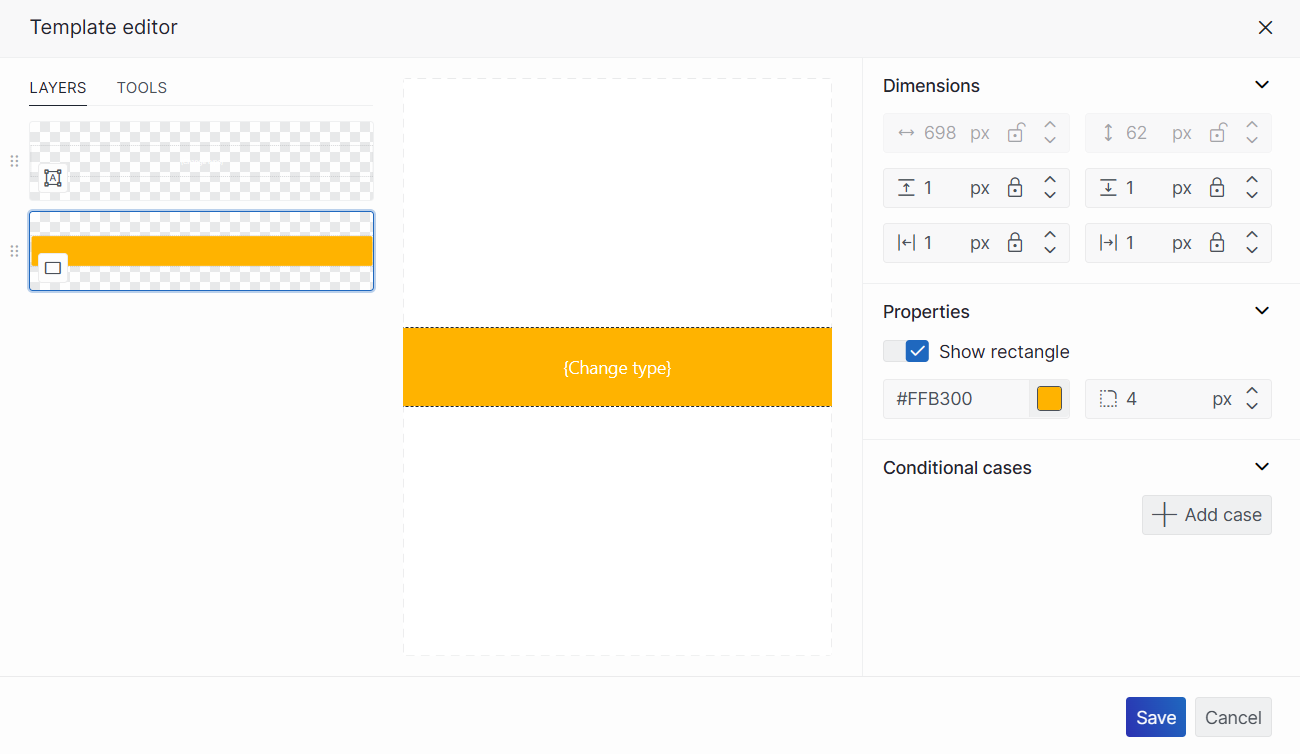 Template editor
LAYERS TOOLS
A
{Change type}
Dimensions
698 px 62 px
1 px 1 px
1 px 1 px
Properties
Show rectangle
#FFB300 4 px
Conditional cases
Add case
Save Cancel